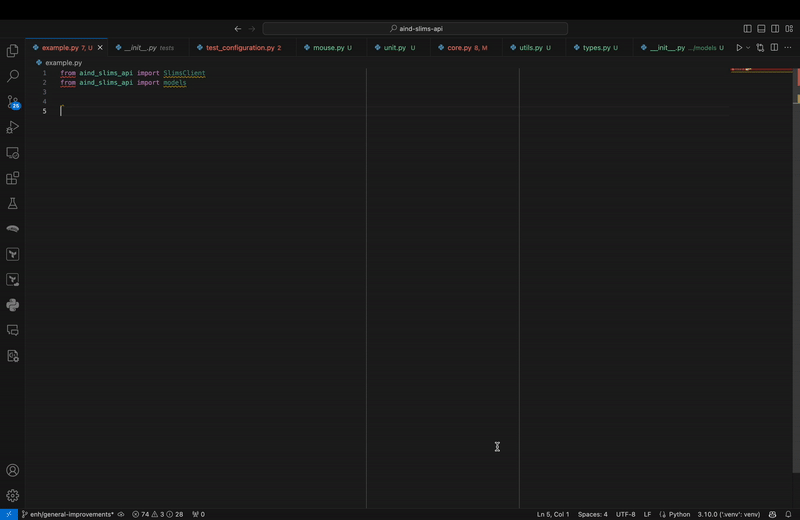 aind-slims-api
example.py 7, U
__init__.py tests
test_configuration.py 2
mouse.py U
unit.py U
core.py 8, M
utils.py U
types.py U
__init__.py .../models U
example.py
1 from aind_slims_api import SlimsClient
2 from aind_slims_api import models
3
4
5
enh/general-improvements* 74 3 28 0 Ln 5, Col 1 Spaces: 4 UTF-8 LF Python 3.10.0 ('.venv': venv)